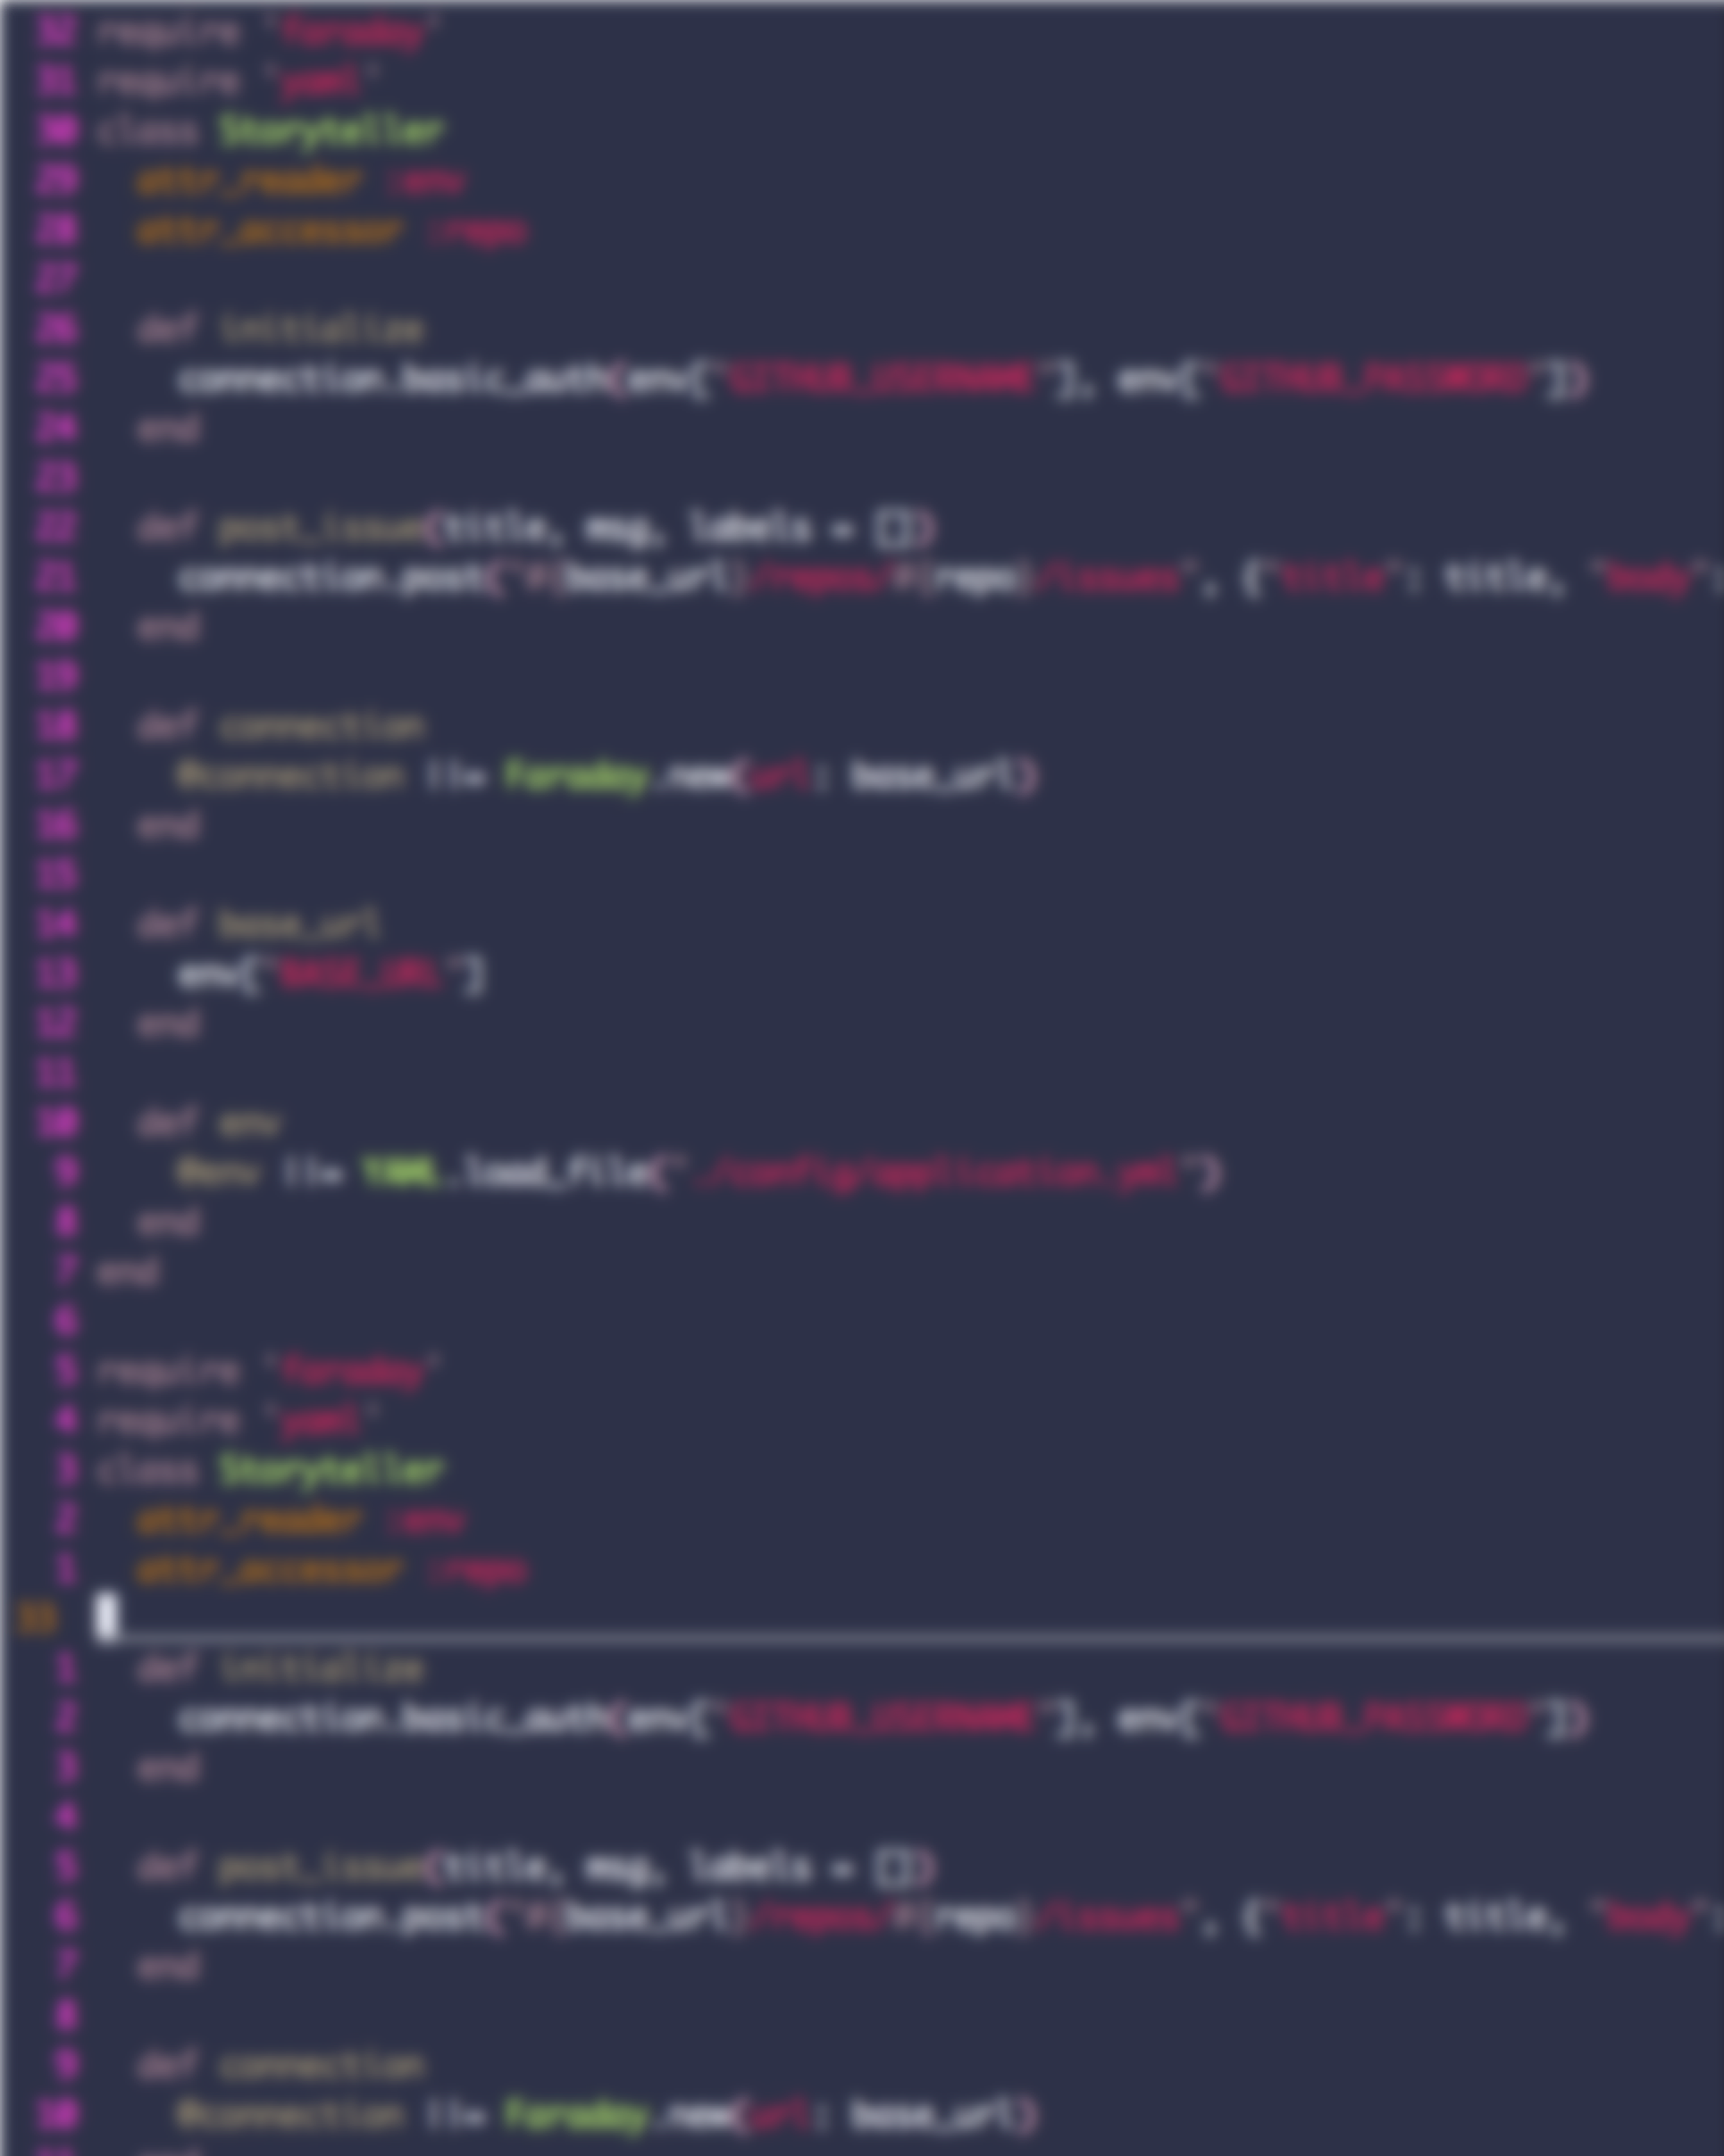 32 require 'faraday'
31 require 'yaml'
30 class Storyteller
29 attr_reader :env
28 attr_accessor :repo
27
26 def initialize
25 connection.basic_auth(env["GITHUB_USERNAME"], env["GITHUB_PASSWORD"])
24 end
23
22 def post_issue(title, msg, labels = [])
21 connection.post("#{base_url}/repos/#{repo}/issues", {"title": title, "body":
20 end
19
18 def connection
17 @connection ||= Faraday.new(url: base_url)
16 end
15
14 def base_url
13 env["BASE_URL"]
12 end
11
10 def env
9 @env ||= YAML.load_file("./config/application.yml")
8 end
7 end
6
5 require 'faraday'
4 require 'yaml'
3 class Storyteller
2 attr_reader :env
1 attr_accessor :repo
33
1 def initialize
2 connection.basic_auth(env["GITHUB_USERNAME"], env["GITHUB_PASSWORD"])
3 end
4
5 def post_issue(title, msg, labels = [])
6 connection.post("#{base_url}/repos/#{repo}/issues", {"title": title, "body":
7 end
8
9 def connection
10 @connection ||= Faraday.new(url: base_url)